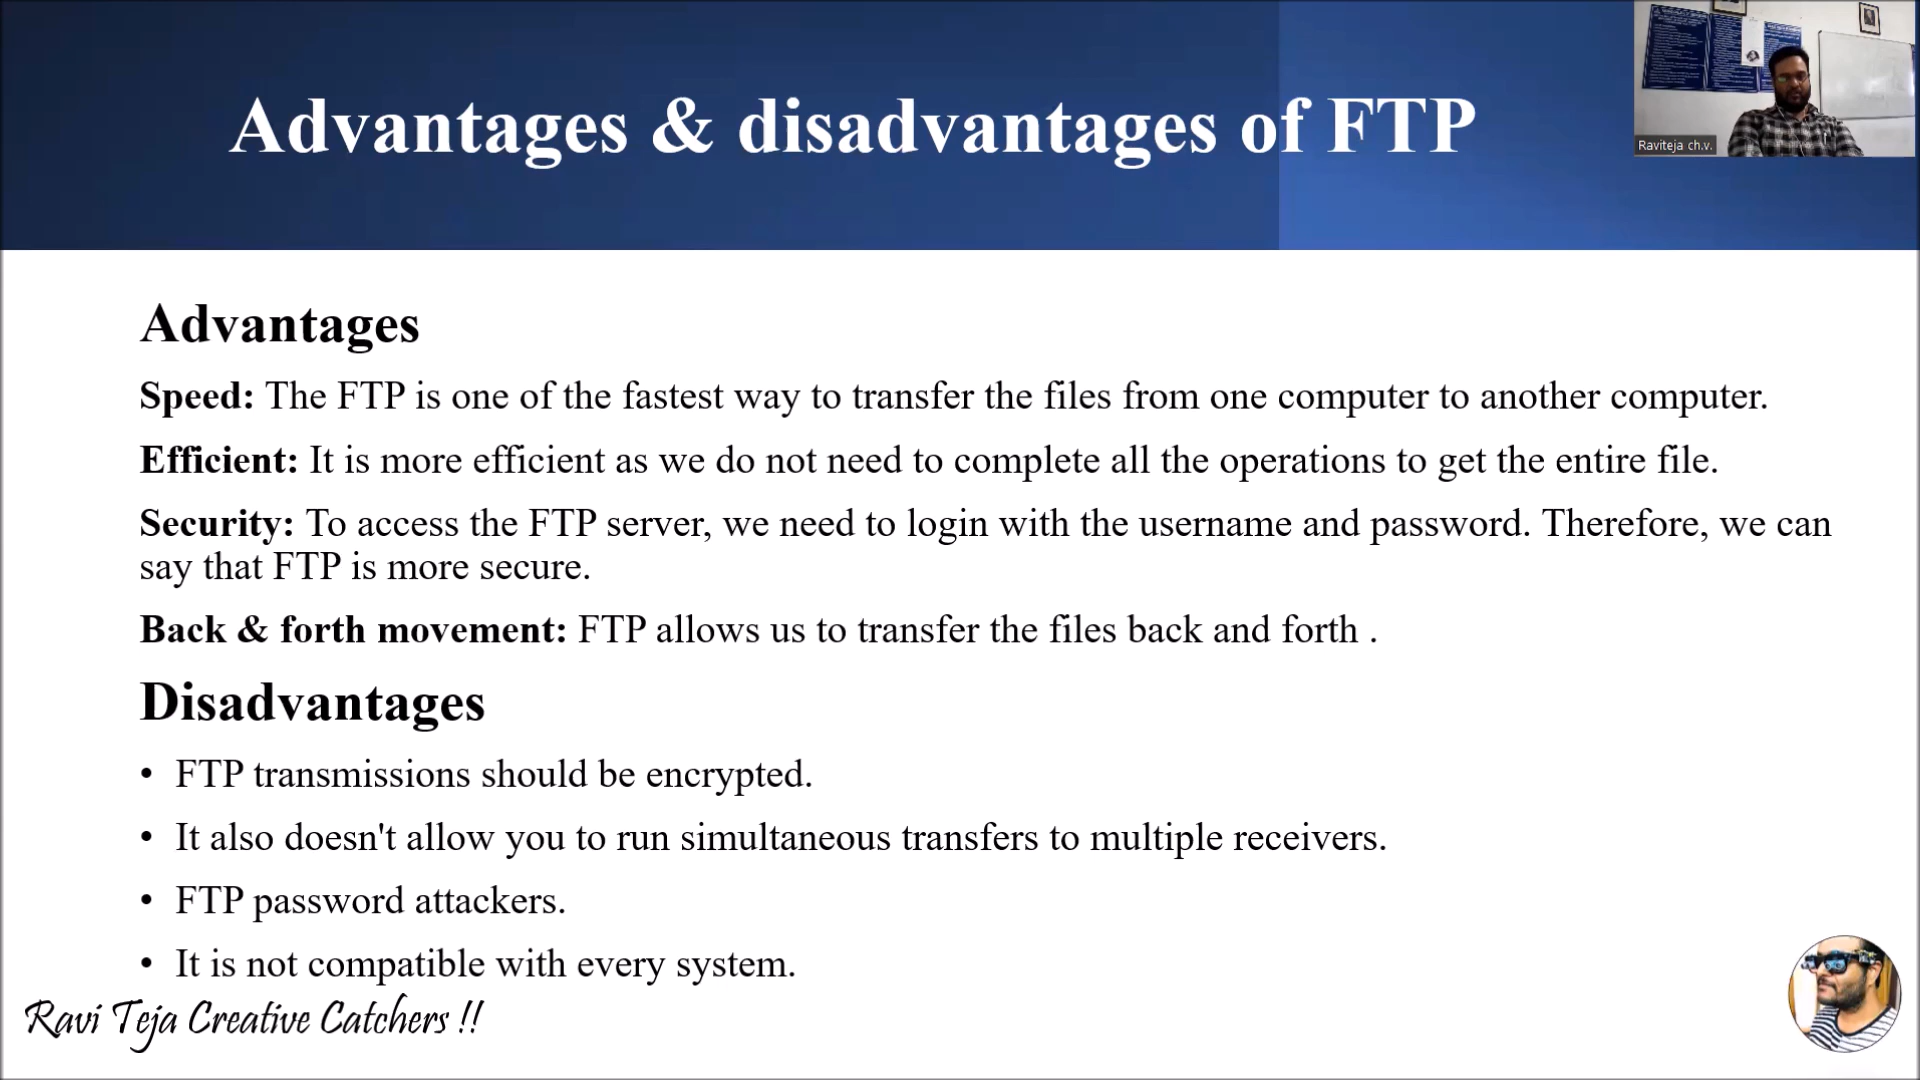 Advantages & disadvantages of FTP
Raviteja ch.v.
Advantages
Speed: The FTP is one of the fastest way to transfer the files from one computer to another computer.
Efficient: It is more efficient as we do not need to complete all the operations to get the entire file.
Security: To access the FTP server, we need to login with the username and password. Therefore, we can
say that FTP is more secure.
Back & forth movement: FTP allows us to transfer the files back and forth .
Disadvantages
• FTP transmissions should be encrypted.
• It also doesn't allow you to run simultaneous transfers to multiple receivers.
• FTP password attackers.
• It is not compatible with every system.
Ravi Teja Creative Catchers !!